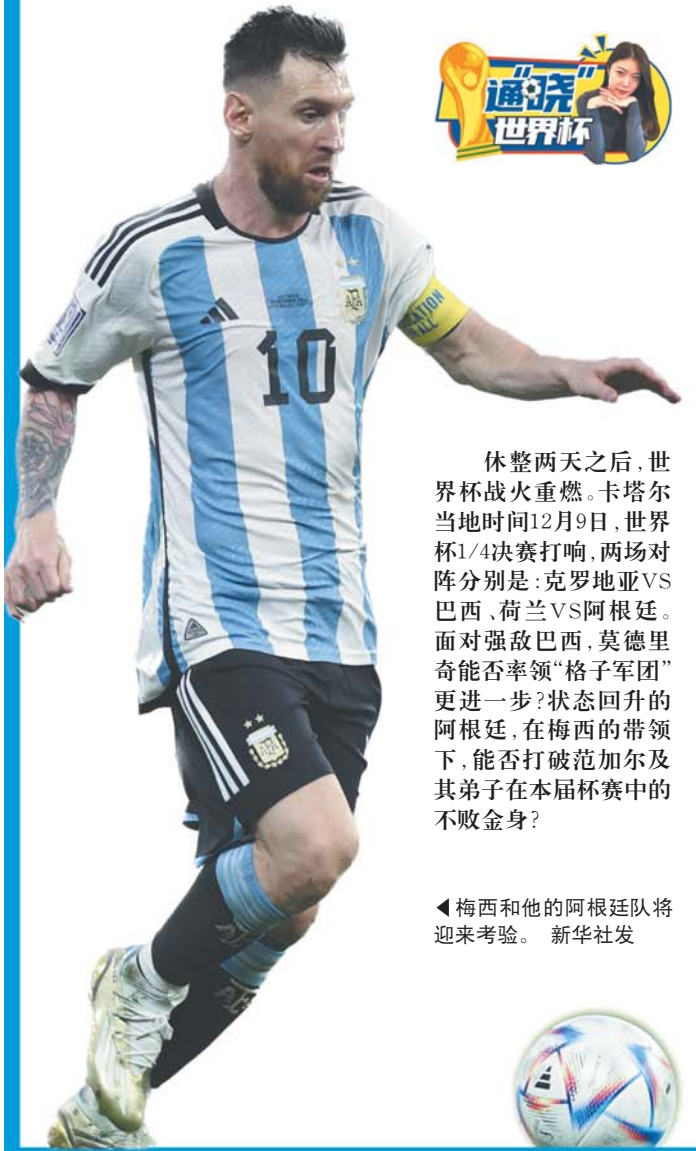 通晓
世界杯
10
AFA
CATION
ALL
休整两天之后，世
界杯战火重燃。卡塔尔
当地时间12月9日，世界
杯1/4决赛打响，两场对
阵分别是：克罗地亚VS
巴西、荷兰VS阿根廷。
面对强敌巴西，莫德里
奇能否率领“格子军团”
更进一步？状态回升的
阿根廷，在梅西的带领
下，能否打破范加尔及
其弟子在本届杯赛中的
不败金身？
◀梅西和他的阿根廷队将
迎来考验。 新华社发
AFA